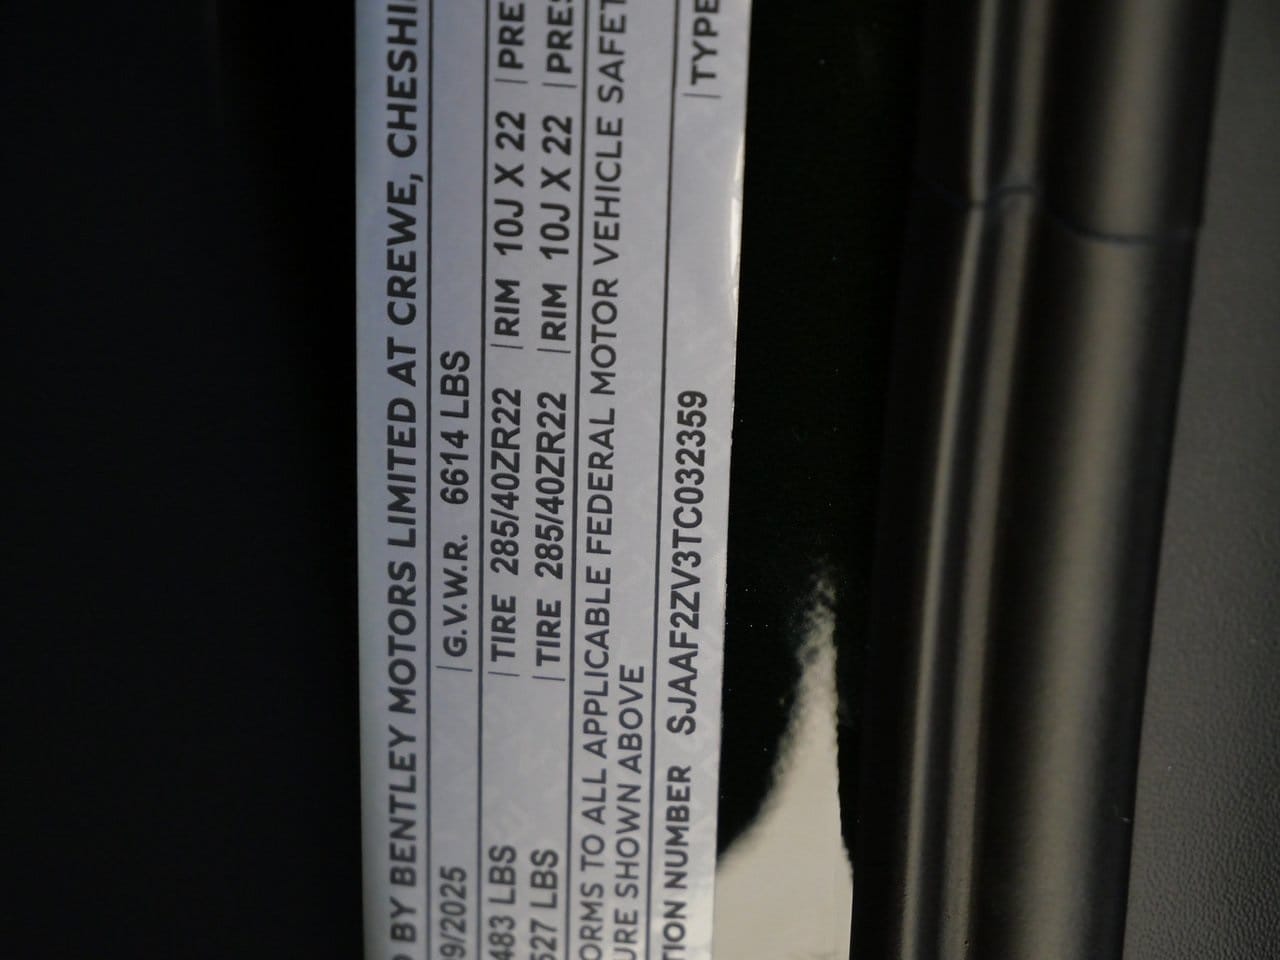 BY BENTLEY MOTORS LIMITED AT CREWE, CHESHI
9/2025 G.V.W.R. 6614 LBS
483 LBS TIRE 285/40ZR22 RIM 10J X 22 PRE
527 LBS TIRE 285/40ZR22 RIM 10J X 22 PRES
ORMS TO ALL APPLICABLE FEDERAL MOTOR VEHICLE SAFET
URE SHOWN ABOVE
TION NUMBER SJAAF2ZV3TC032359 TYPE